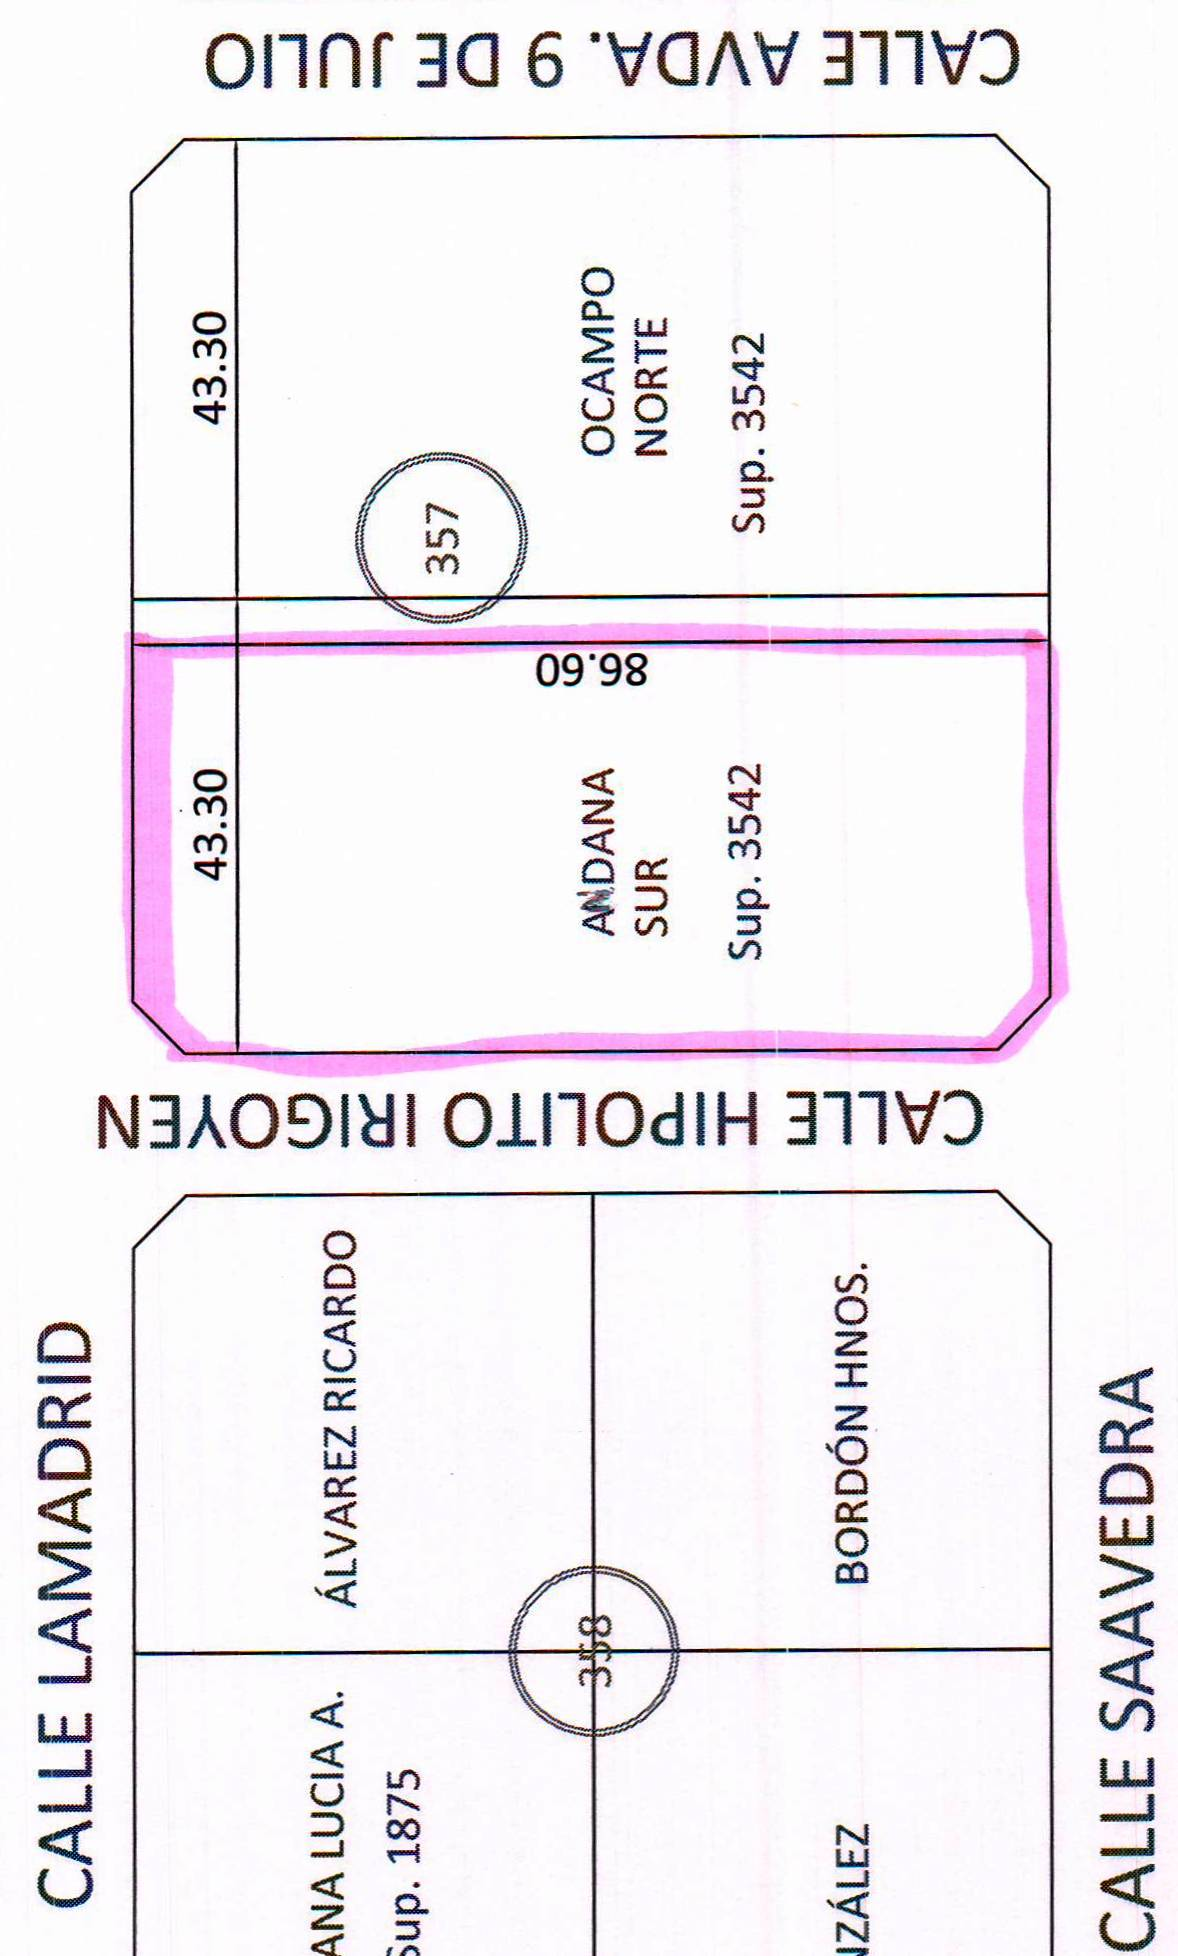 CALLE AVDA. 9 DE JULIO
43.30
OCAMPO
NORTE
Sup. 3542
357
86.60
43.30
ANDANA
SUR
Sup. 3542
CALLE HIPOLITO IRIGOYEN
CALLE LAMADRID
ÁLVAREZ RICARDO
BORDÓN HNOS.
358
ANA LUCIA A.
Sup. 1875
NZÁLEZ
CALLE SAAVEDRA